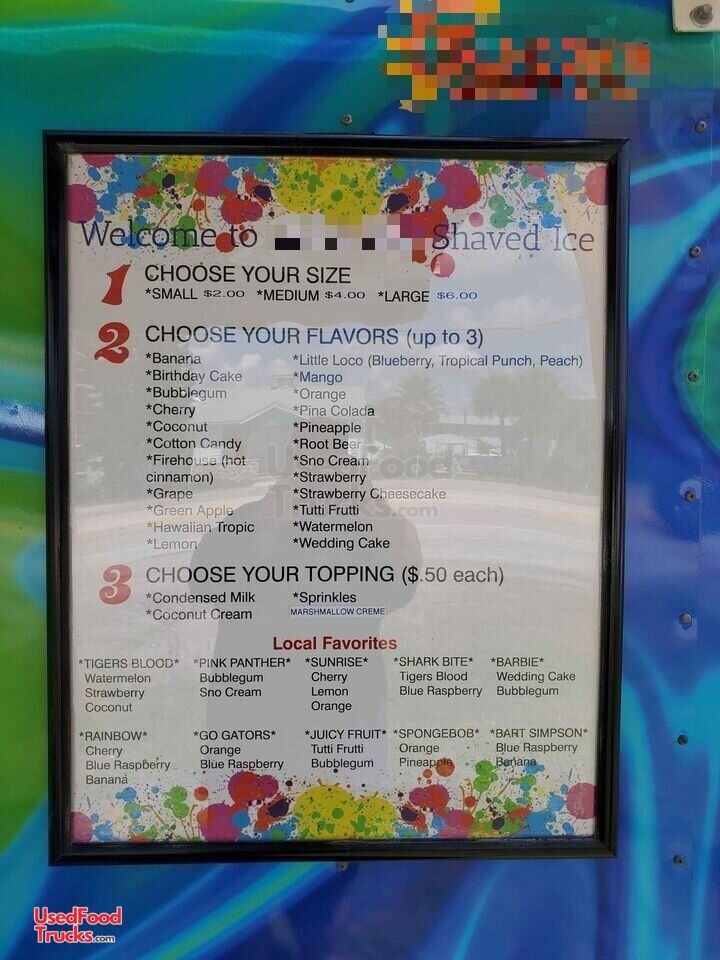 Welcome to Shaved Ice
1 CHOOSE YOUR SIZE
*SMALL $2.00 *MEDIUM $4.00 *LARGE $6.00
2 CHOOSE YOUR FLAVORS (up to 3)
*Banana
*Birthday Cake
*Bubblegum
*Cherry
*Coconut
*Cotton Candy
*Firehouse (hot
cinnamon)
*Grape
*Green Apple
*Hawaiian Tropic
*Lemon
*Little Loco (Blueberry, Tropical Punch, Peach)
*Mango
*Orange
*Pina Colada
*Pineapple
*Root Beer
*Sno Cream
*Strawberry
*Strawberry Cheesecake
*Tutti Frutti
*Watermelon
*Wedding Cake
3 CHOOSE YOUR TOPPING ($.50 each)
*Condensed Milk
*Coconut Cream
*Sprinkles
MARSHMALLOW CREME
Local Favorites
*TIGERS BLOOD*
Watermelon
Strawberry
Coconut
*PINK PANTHER*
Bubblegum
Sno Cream
*SUNRISE*
Cherry
Lemon
Orange
*SHARK BITE*
Tigers Blood
Blue Raspberry
*BARBIE*
Wedding Cake
Bubblegum
*RAINBOW*
Cherry
Blue Raspberry
Banana
*GO GATORS*
Orange
Blue Raspberry
*JUICY FRUIT*
Tutti Frutti
Bubblegum
*SPONGEBOB*
Orange
Pineapple
*BART SIMPSON*
Blue Raspberry
Banana
UsedFood
Trucks.com
UsedFood
Trucks.com